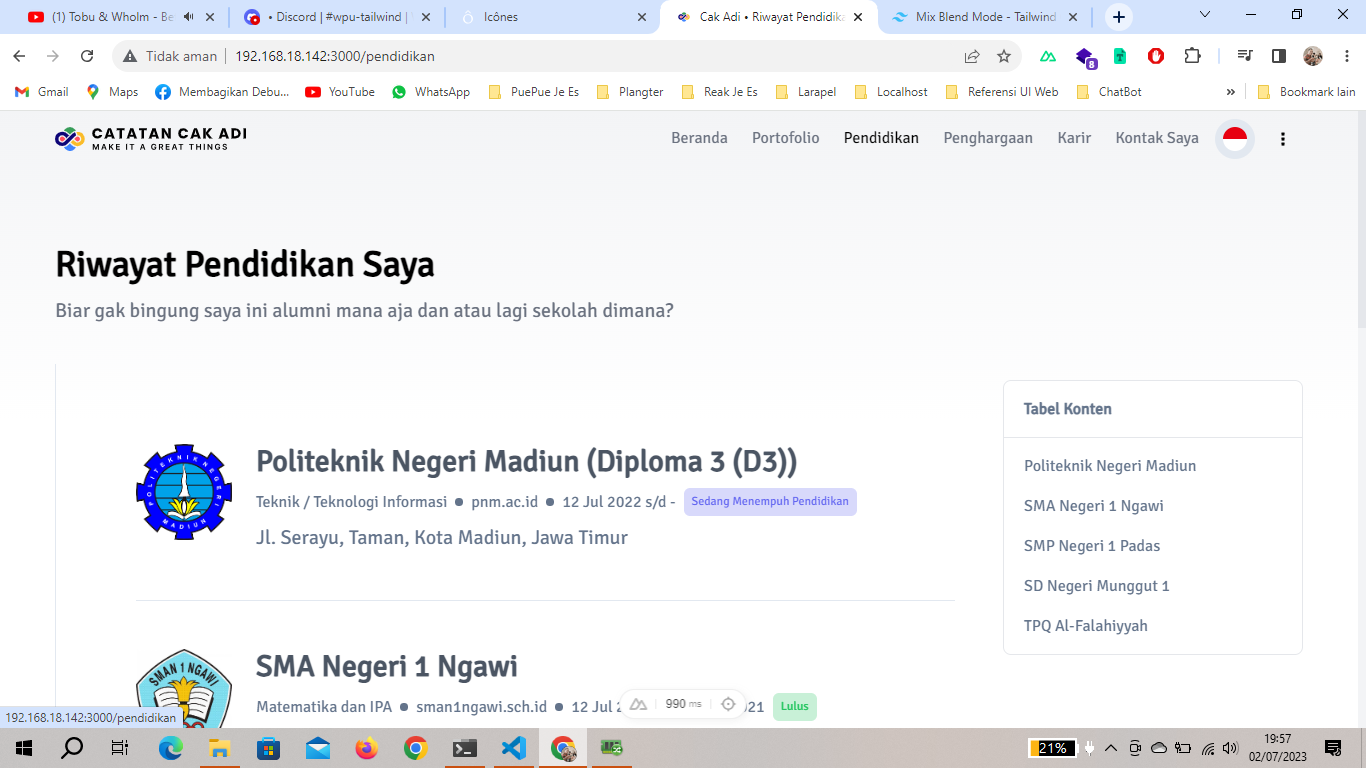 (1) Tobu & Wholm - Be
• Discord | #wpu-tailwind |
Icônes
Cak Adi • Riwayat Pendidika
Mix Blend Mode - Tailwind
Tidak aman
192.168.18.142:3000/pendidikan
8
Gmail
Maps
Membagikan Debu...
YouTube
WhatsApp
PuePue Je Es
Plangter
Reak Je Es
Larapel
Localhost
Referensi UI Web
ChatBot
»
Bookmark lain
CATATAN CAK ADI
MAKE IT A GREAT THINGS
Beranda
Portofolio
Pendidikan
Penghargaan
Karir
Kontak Saya
Riwayat Pendidikan Saya
Biar gak bingung saya ini alumni mana aja dan atau lagi sekolah dimana?
Tabel Konten
Politeknik Negeri Madiun
SMA Negeri 1 Ngawi
SMP Negeri 1 Padas
SD Negeri Munggut 1
TPQ Al-Falahiyyah
POLITEKNIK NEGERI
MADIUN
Politeknik Negeri Madiun (Diploma 3 (D3))
Teknik / Teknologi Informasi ● pnm.ac.id ● 12 Jul 2022 s/d - Sedang Menempuh Pendidikan
Jl. Serayu, Taman, Kota Madiun, Jawa Timur
SMAN 1 NGAWI
SMA Negeri 1 Ngawi
Matematika dan IPA ● sman1ngawi.sch.id ● 12 Jul 2
021 Lulus
990 ms
192.168.18.142:3000/pendidikan
21%
19:57
02/07/2023